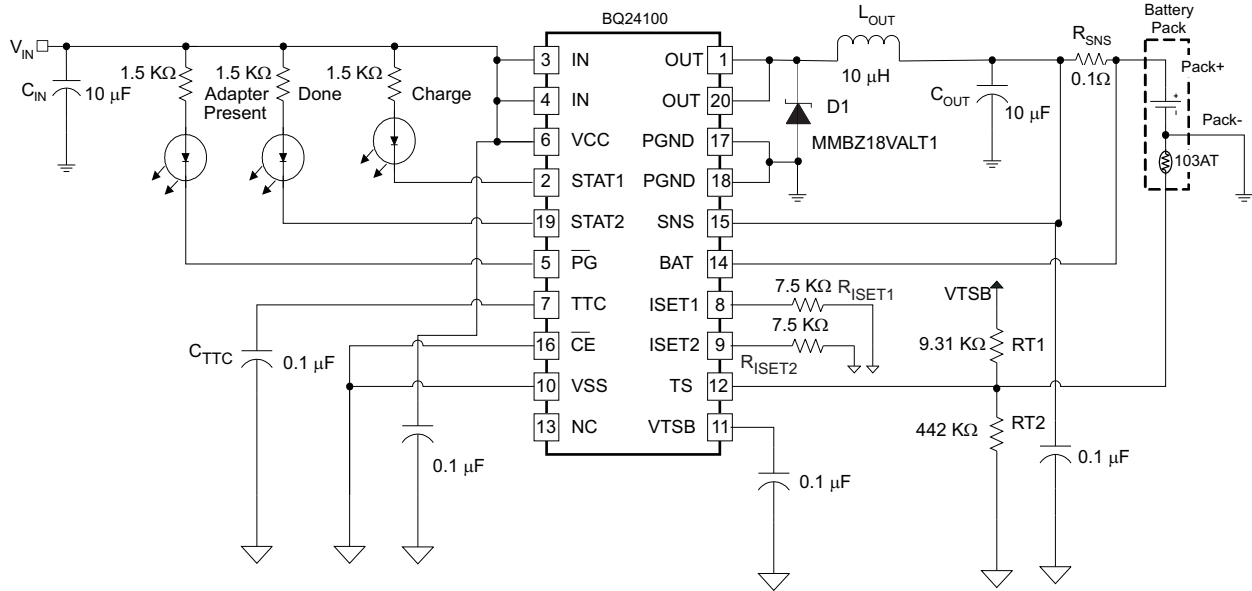 BQ24100
L_OUT
Battery
Pack
V_IN
3 IN
OUT 1
R_SNS
Pack+
1.5 KΩ
1.5 KΩ
1.5 KΩ
10 μH
0.1Ω
C_IN
10 μF
Adapter
Present
Done
Charge
4 IN
OUT 20
D1
C_OUT
10 μF
+
-
Pack-
6 VCC
PGND 17
MMBZ18VALT1
103AT
2 STAT1
PGND 18
19 STAT2
SNS 15
5 PG
BAT 14
7.5 KΩ R_ISET1
VTSB
7 TTC
ISET1 8
7.5 KΩ
C_TTC
0.1 μF
16 CE
ISET2 9
R_ISET2
9.31 KΩ
RT1
10 VSS
TS 12
13 NC
VTSB 11
442 KΩ
RT2
0.1 μF
0.1 μF
0.1 μF